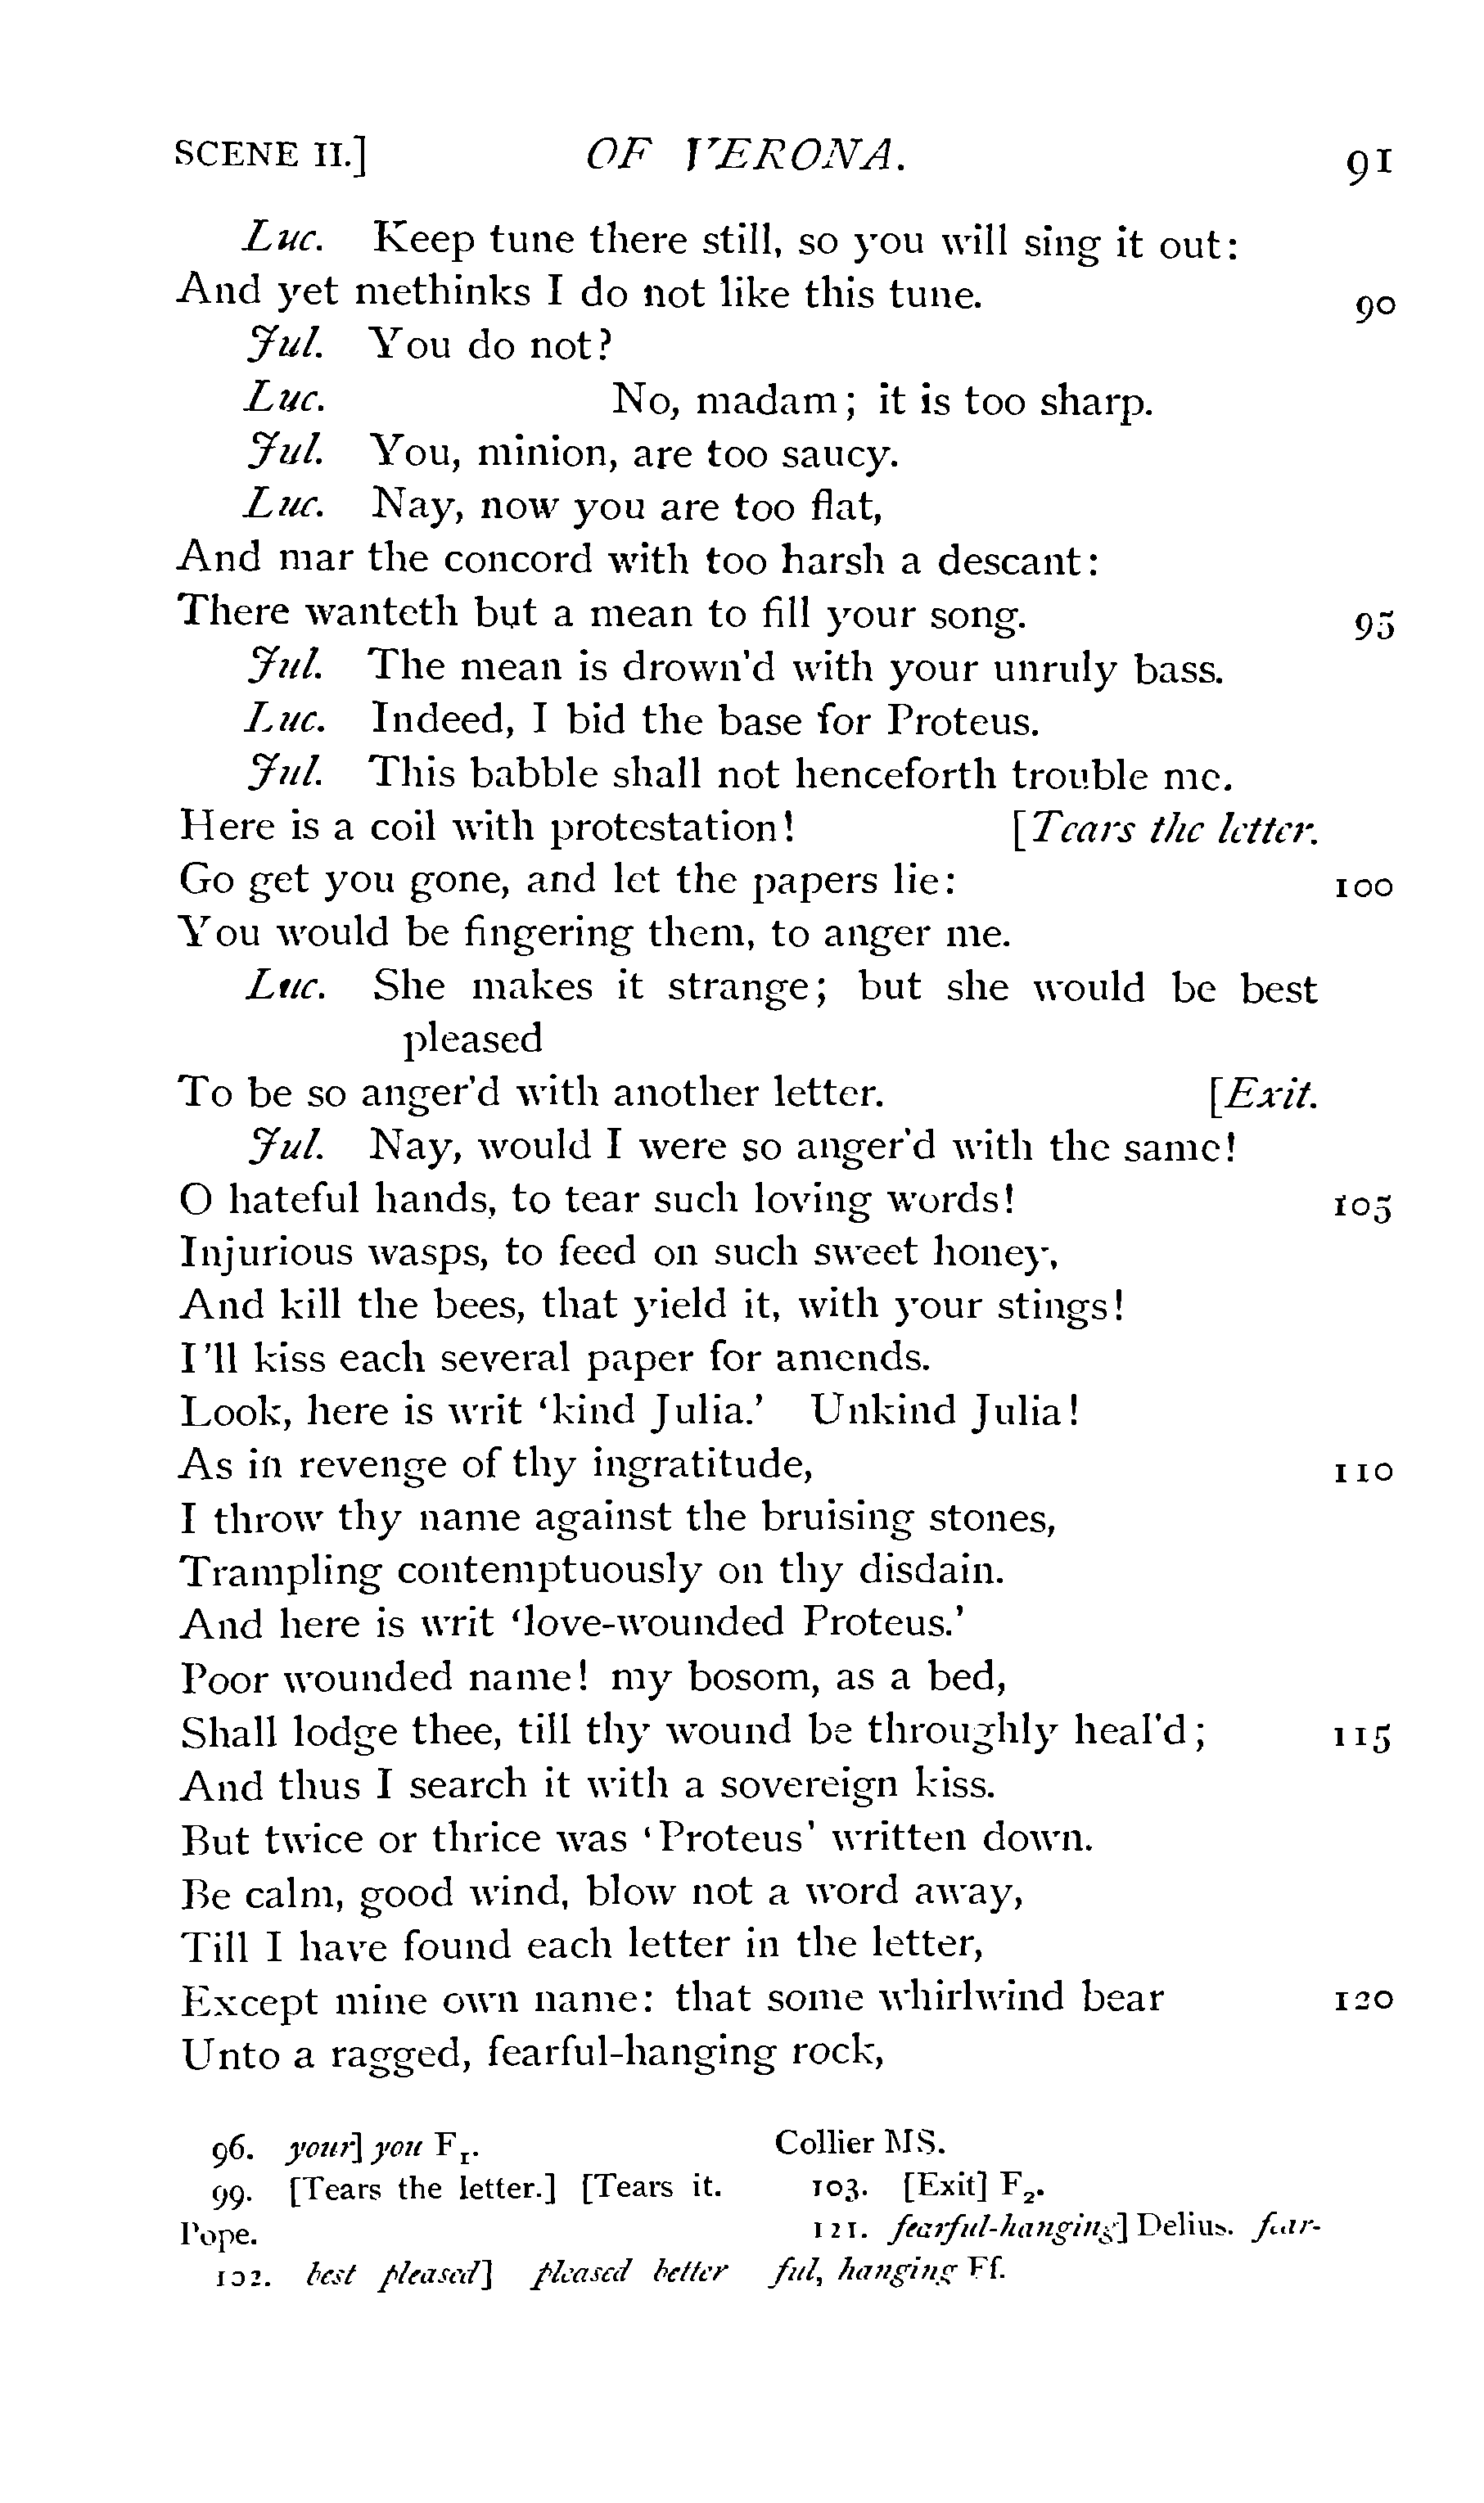 SCENE II.] OF VERONA. 91
Luc. Keep tune there still, so you will sing it out:
And yet methinks I do not like this tune. 90
Jul. You do not?
Luc. No, madam; it is too sharp.
Jul. You, minion, are too saucy.
Luc. Nay, now you are too flat,
And mar the concord with too harsh a descant:
There wanteth but a mean to fill your song. 95
Jul. The mean is drown'd with your unruly bass.
Luc. Indeed, I bid the base for Proteus.
Jul. This babble shall not henceforth trouble me.
Here is a coil with protestation! [Tears the letter.
Go get you gone, and let the papers lie: 100
You would be fingering them, to anger me.
Luc. She makes it strange; but she would be best
pleased
To be so anger'd with another letter. [Exit.
Jul. Nay, would I were so anger'd with the same!
O hateful hands, to tear such loving words! 105
Injurious wasps, to feed on such sweet honey,
And kill the bees, that yield it, with your stings!
I'll kiss each several paper for amends.
Look, here is writ 'kind Julia.' Unkind Julia!
As in revenge of thy ingratitude, 110
I throw thy name against the bruising stones,
Trampling contemptuously on thy disdain.
And here is writ 'love-wounded Proteus.'
Poor wounded name! my bosom, as a bed,
Shall lodge thee, till thy wound be throughly heal'd; 115
And thus I search it with a sovereign kiss.
But twice or thrice was 'Proteus' written down.
Be calm, good wind, blow not a word away,
Till I have found each letter in the letter,
Except mine own name: that some whirlwind bear 120
Unto a ragged, fearful-hanging rock,
96. your] you F1.
99. [Tears the letter.] [Tears it.
Pope.
102. best pleased] pleased better
Collier MS.
103. [Exit] F2.
121. fearful-hanging] Delius. fear-
ful, hanging Ff.